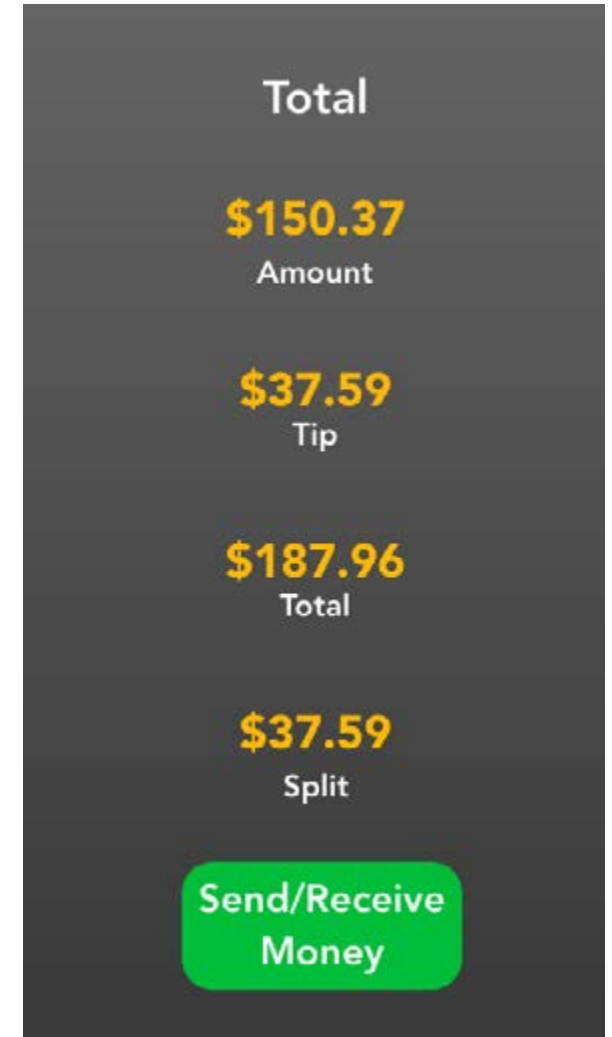 Total
$150.37
Amount
$37.59
Tip
$187.96
Total
$37.59
Split
Send/Receive
Money